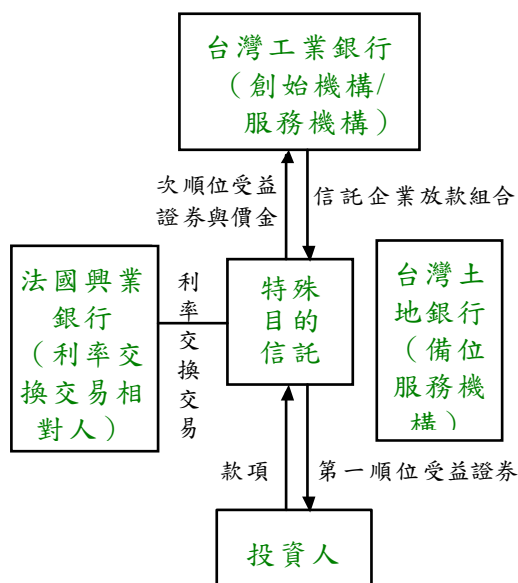 台灣工業銀行
（創始機構/
服務機構）
次順位受益
證券與價金
信託企業放款組合
法國興業
銀行
（利率交
換交易相
對人）
利率交換交易
特殊
目的
信託
台灣土
地銀行
（備位
服務機
構）
款項
第一順位受益證券
投資人